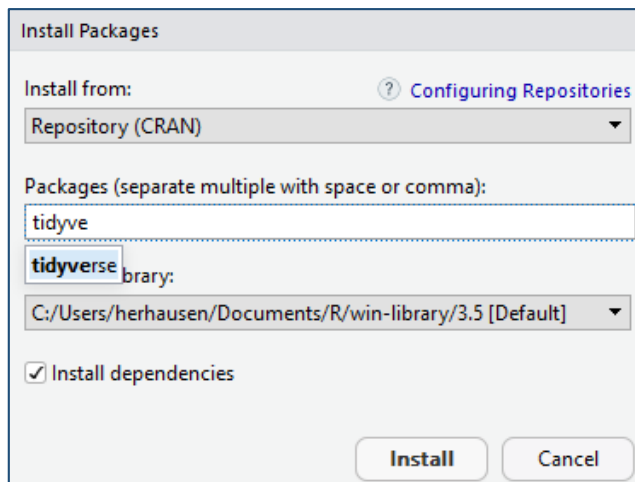 Install Packages
Install from:
? Configuring Repositories
Repository (CRAN)
Packages (separate multiple with space or comma):
tidyve
tidyverse
brary:
C:/Users/herhausen/Documents/R/win-library/3.5 [Default]
Install dependencies
Install Cancel